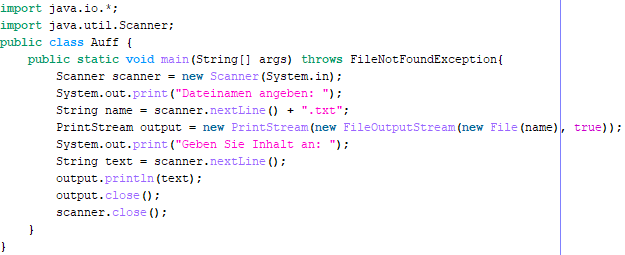 import java.io.*;
import java.util.Scanner;
public class Auff {
    public static void main(String[] args) throws FileNotFoundException{
        Scanner scanner = new Scanner(System.in);
        System.out.print("Dateinamen angeben: ");
        String name = scanner.nextLine() + ".txt";
        PrintStream output = new PrintStream(new FileOutputStream(new File(name), true));
        System.out.print("Geben Sie Inhalt an: ");
        String text = scanner.nextLine();
        output.println(text);
        output.close();
        scanner.close();
    }
}